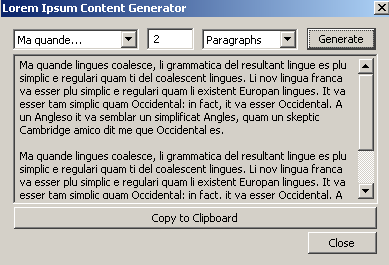 Lorem Ipsum Content Generator
Ma quande... 2 Paragraphs Generate
Ma quande lingues coalesce, li grammatica del resultant lingue es plu
simplic e regulari quam ti del coalescent lingues. Li nov lingua franca
va esser plu simplic e regulari quam li existent Europan lingues. It va
esser tam simplic quam Occidental: in fact, it va esser Occidental. A
un Angleso it va semblar un simplificat Angles, quam un skeptic
Cambridge amico dit me que Occidental es.
Ma quande lingues coalesce, li grammatica del resultant lingue es plu
simplic e regulari quam ti del coalescent lingues. Li nov lingua franca
va esser plu simplic e regulari quam li existent Europan lingues. It va
esser tam simplic quam Occidental: in fact, it va esser Occidental. A
Copy to Clipboard
Close